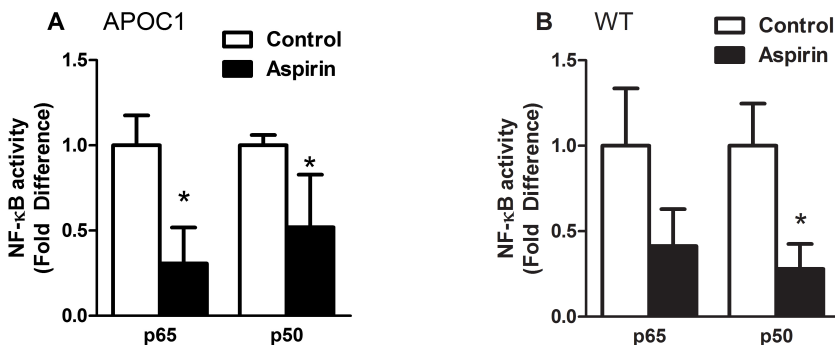 A APOC1
Control
Aspirin
NF-κB activity
(Fold Difference)
1.5
1.0
0.5
0.0
*
*
p65
p50
B WT
Control
Aspirin
NF-κB activity
(Fold Difference)
1.5
1.0
0.5
0.0
*
p65
p50